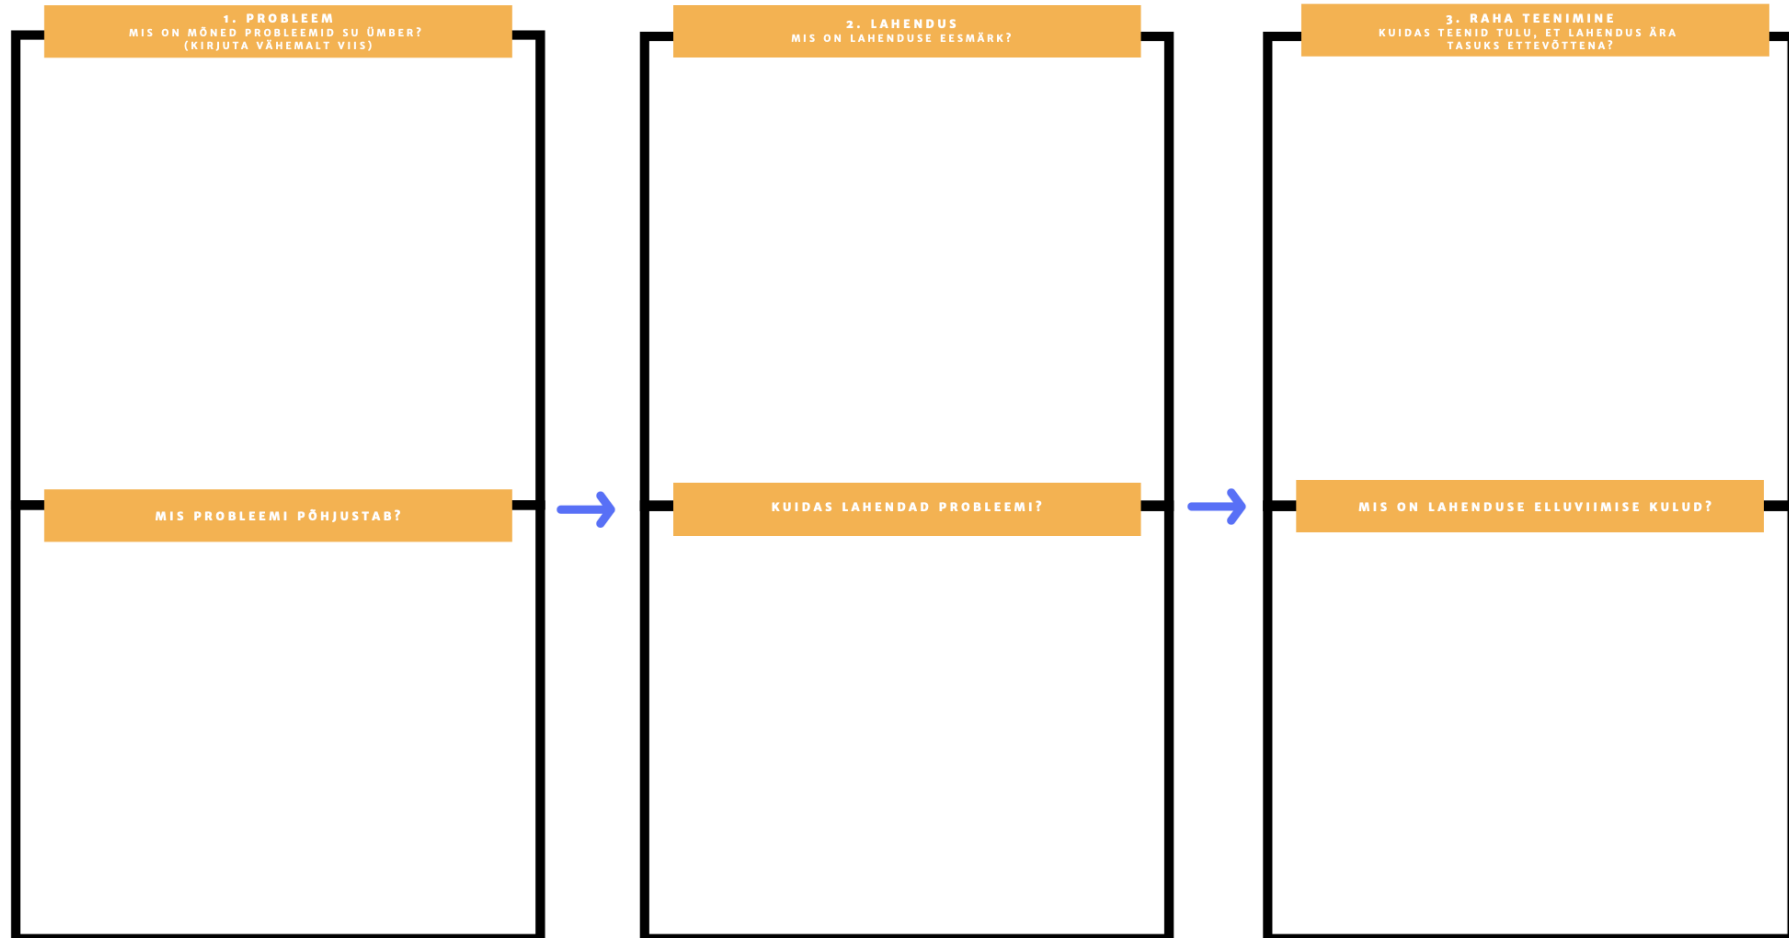 1. PROBLEEM
MIS ON MÕNED PROBLEEMID SU ÜMBER?
(KIRJUTA VÄHEMALT VIIS)
MIS PROBLEEMI PÕHJUSTAB?
2. LAHENDUS
MIS ON LAHENDUSE EESMÄRK?
KUIDAS LAHENDAD PROBLEEMI?
3. RAHA TEENIMINE
KUIDAS TEENID TULU, ET LAHENDUS ÄRA
TASUKS ETTEVÕTTENA?
MIS ON LAHENDUSE ELLUVIIMISE KULUD?